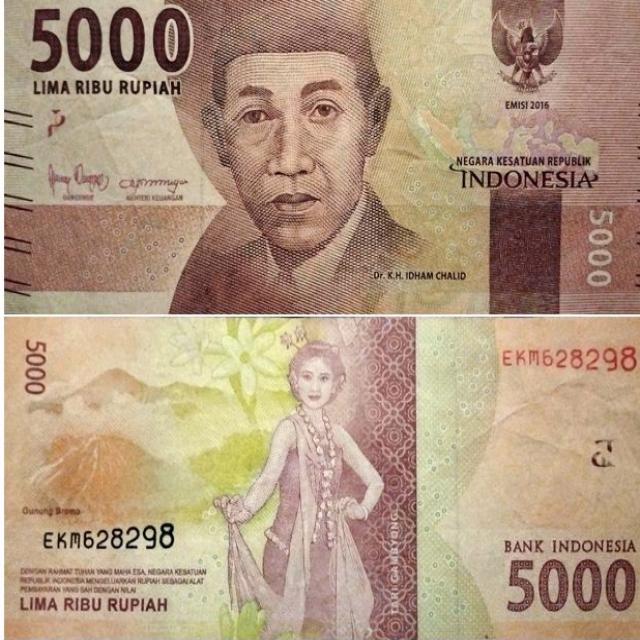 5000
LIMA RIBU RUPIAH
EMISI 2016
NEGARA KESATUAN REPUBLIK
INDONESIA
GUBERNUR
MENTERI KEUANGAN
5000
Dr. K.H. IDHAM CHALID
5000
EKM628298
Gunung Bromo
EKM628298
DENGAN RAHMAT TUHAN YANG MAHA ESA, NEGARA KESATUAN
REPUBLIK INDONESIA MENGELUARKAN RUPIAH SEBAGAI ALAT
PEMBAYARAN YANG SAH DENGAN NILAI
LIMA RIBU RUPIAH
TARI GAMBYONG
BANK INDONESIA
5000